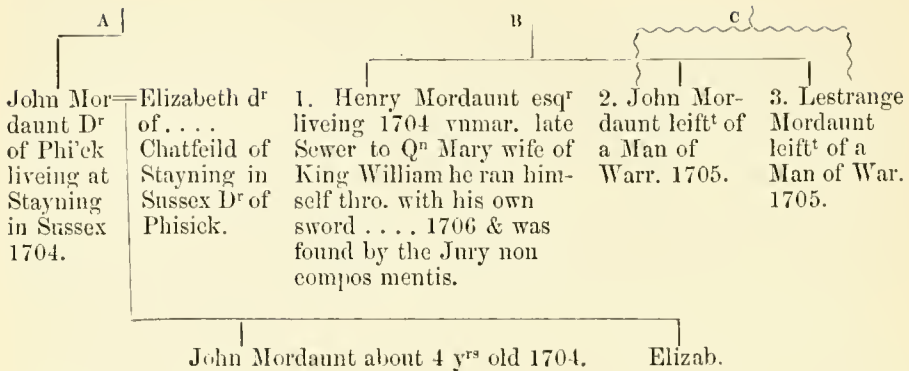 A
B
C
John Mor=
daunt Dʳ
of Phi'ck
liveing at
Stayning
in Sussex
1704.
Elizabeth dʳ
of . . . .
Chatfeild of
Stayning in
Sussex Dʳ of
Phisick.
1. Henry Mordaunt esqʳ
liveing 1704 vnmar. late
Sewer to Qⁿ Mary wife of
King William he ran him-
self thro. with his own
sword . . . . 1706 & was
found by the Jury non
compos mentis.
2. John Mor-
daunt leiftᵗ of
a Man of
Warr. 1705.
3. Lestrange
Mordaunt
leiftᵗ of a
Man of War.
1705.
John Mordaunt about 4 yʳˢ old 1704.
Elizab.